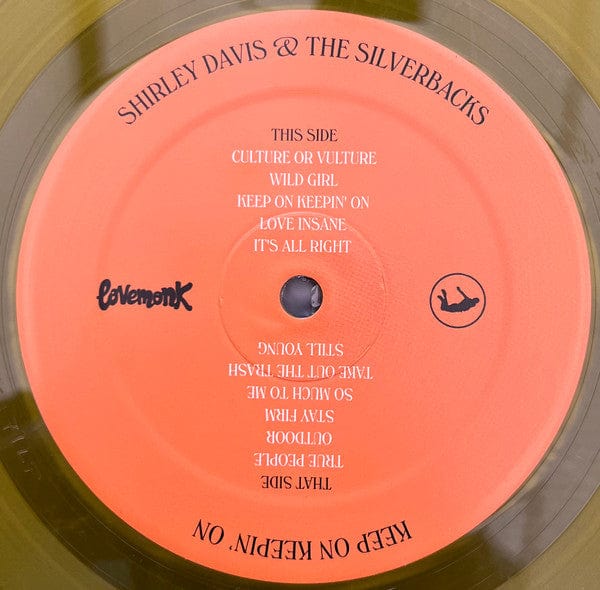 SHIRLEY DAVIS & THE SILVERBACKS
THIS SIDE
CULTURE OR VULTURE
WILD GIRL
KEEP ON KEEPIN' ON
LOVE INSANE
IT'S ALL RIGHT
lovemonk
THAT SIDE
TRUE PEOPLE
OUTDOOR
STAY FIRM
SO MUCH TO ME
TAKE OUT THE TRASH
STILL YOUNG
KEEP ON KEEPIN' ON